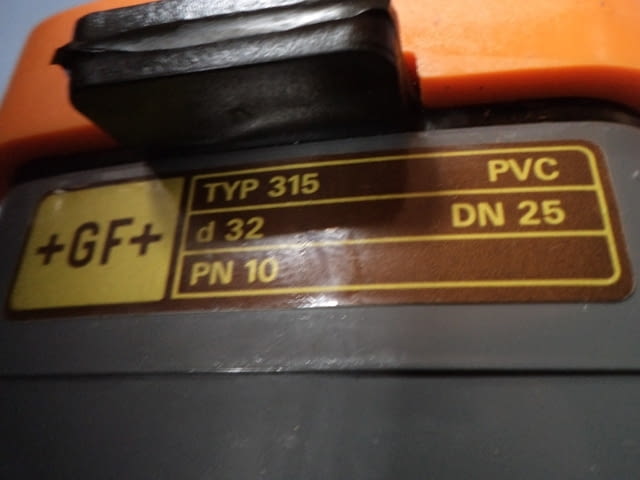 +GF+
TYP 315 PVC
d 32 DN 25
PN 10